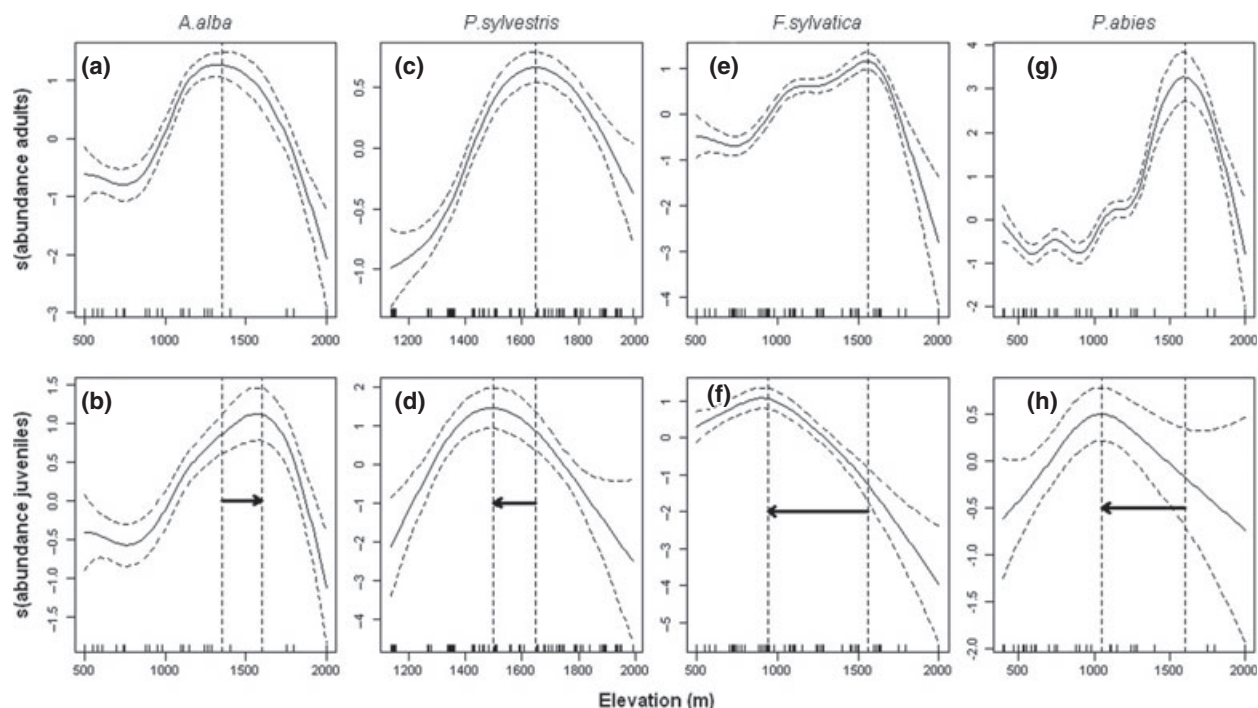 A.alba P.sylvestris F.sylvatica P.abies
s(abundance adults)
(a)
1
0
−1
−2
−3
500 1000 1500 2000
(c)
0.5
0.0
−0.5
−1.0
1200 1400 1600 1800 2000
(e)
1
0
−1
−2
−3
−4
500 1000 1500 2000
(g)
4
3
2
1
0
−1
−2
500 1000 1500 2000
s(abundance juveniles)
(b)
1.5
1.0
0.5
0.0
−0.5
−1.0
−1.5
500 1000 1500 2000
(d)
2
1
0
−1
−2
−3
−4
1200 1400 1600 1800 2000
(f)
1
0
−1
−2
−3
−4
−5
500 1000 1500 2000
(h)
0.5
0.0
−0.5
−1.0
−1.5
−2.0
500 1000 1500 2000
Elevation (m)